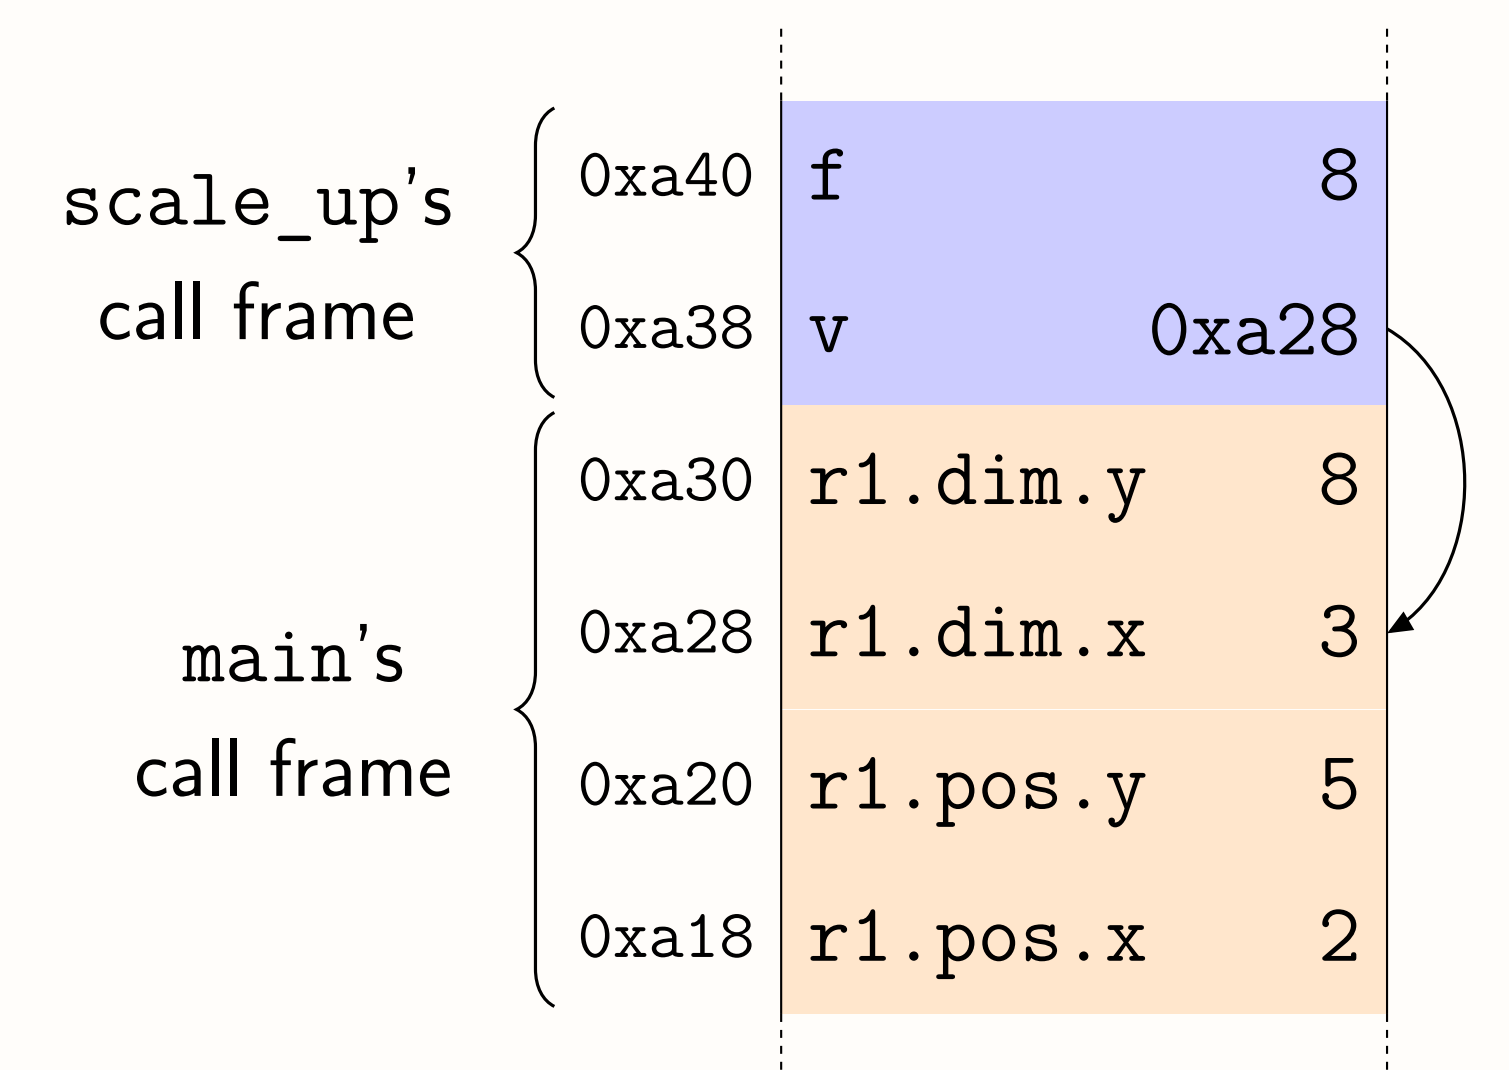 scale_up's
call frame
0xa40 f 8
0xa38 v 0xa28
0xa30 r1.dim.y 8
0xa28 r1.dim.x 3
main's
call frame
0xa20 r1.pos.y 5
0xa18 r1.pos.x 2